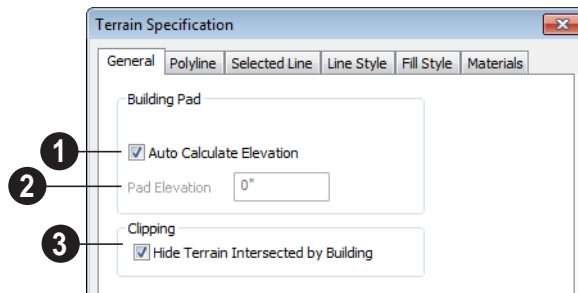 Terrain Specification
General Polyline Selected Line Line Style Fill Style Materials
Building Pad
1 Auto Calculate Elevation
2 Pad Elevation 0"
Clipping
3 Hide Terrain Intersected by Building